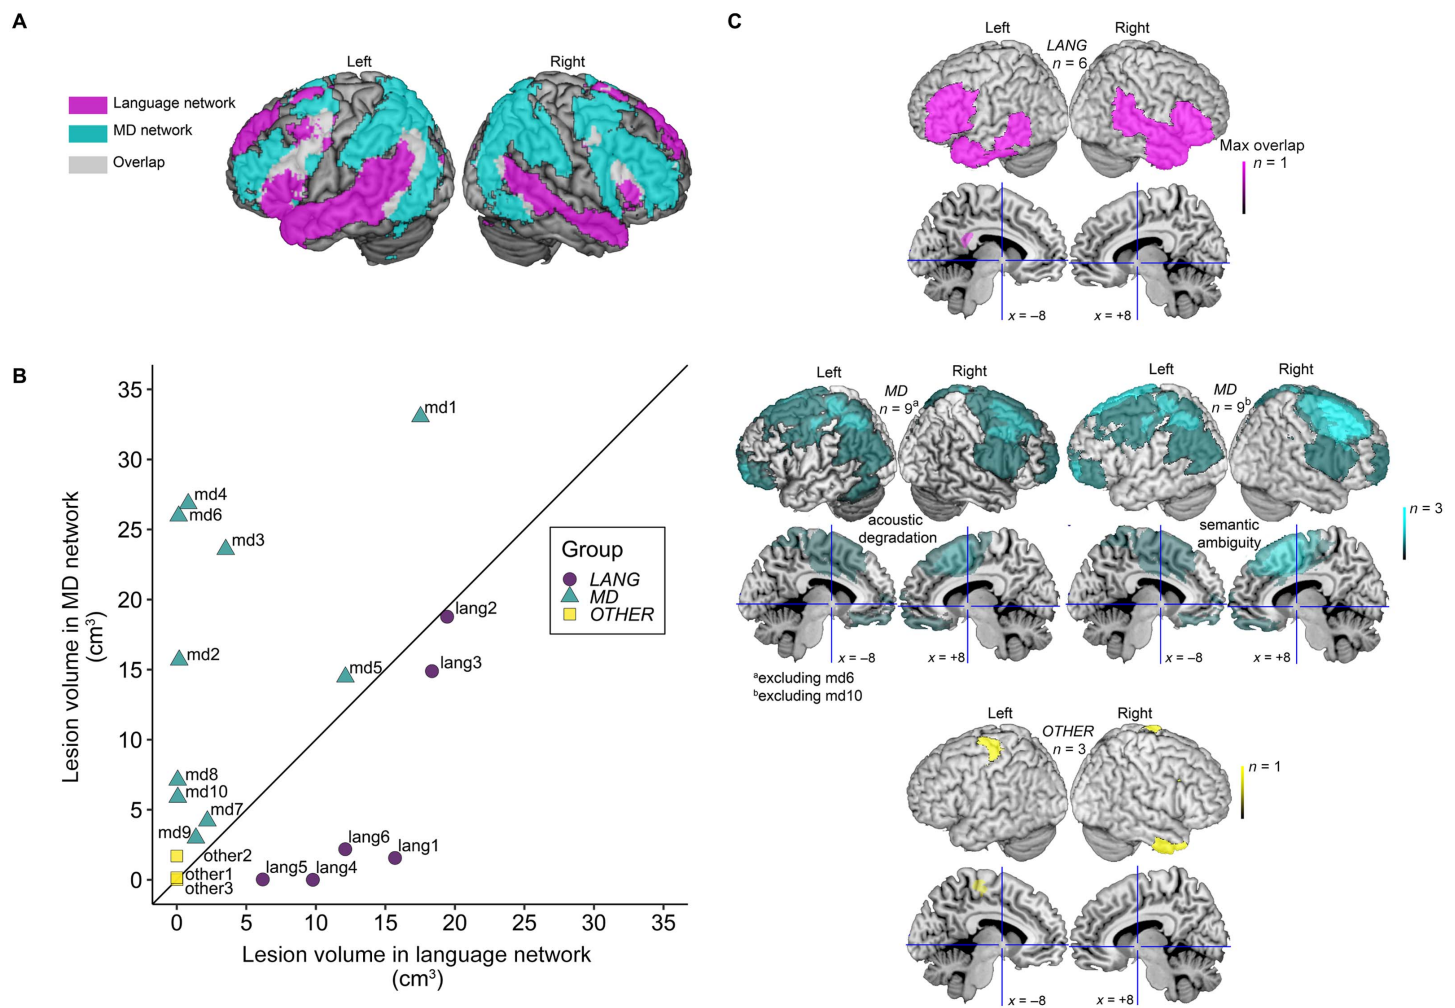 A
Left
Right
Language network
MD network
Overlap
B
Lesion volume in MD network
(cm³)
35
30
25
20
15
10
5
0
md1
md4
md6
md3
lang2
lang3
md2
md5
md8
md10
md7
md9
other2
other1
other3
lang6
lang1
lang5
lang4
Group
LANG
MD
OTHER
0
5
10
15
20
25
30
35
Lesion volume in language network
(cm³)
C
Left
Right
LANG
n = 6
Max overlap
n = 1
x = –8
x = +8
Left
Right
MD
n = 9ᵃ
acoustic
degradation
x = –8
x = +8
Left
Right
MD
n = 9ᵇ
semantic
ambiguity
n = 3
x = –8
x = +8
ᵃexcluding md6
ᵇexcluding md10
Left
Right
OTHER
n = 3
n = 1
x = –8
x = +8